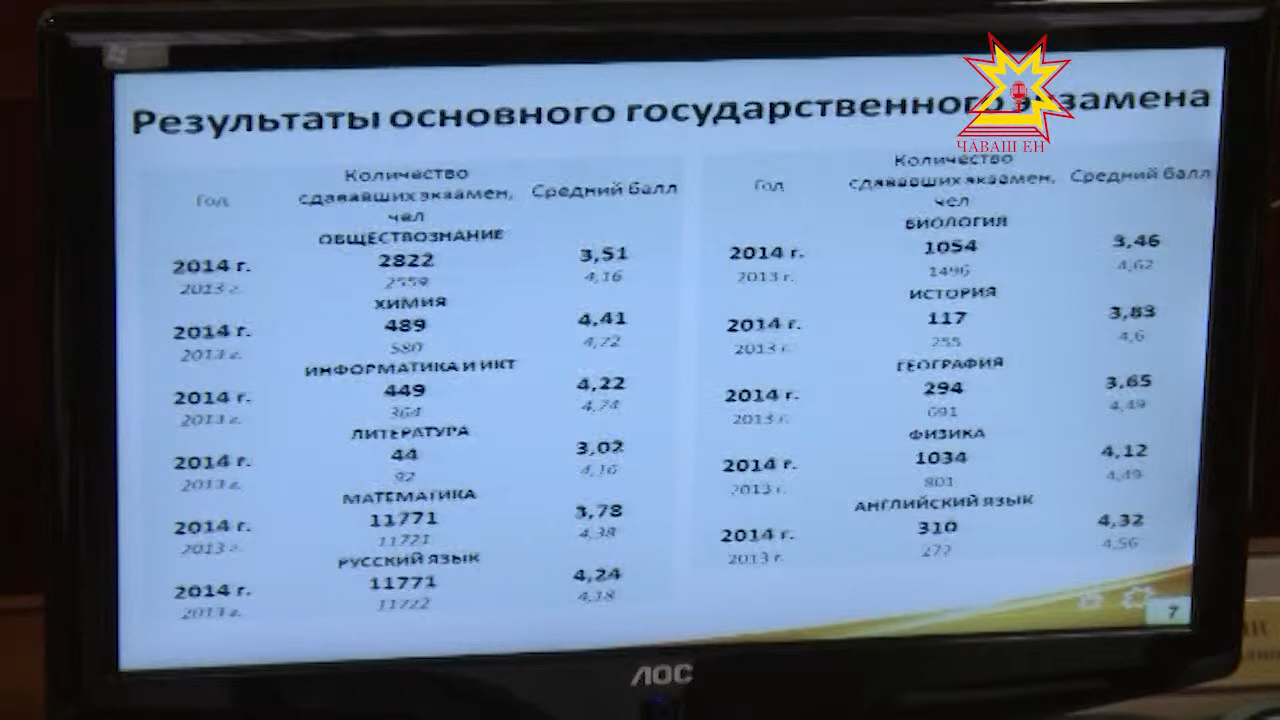 Результаты основного государственного экзамена
ЧӐВАШ ЕН
Год Количество сдававших экзамен, чел Средний балл
ОБЩЕСТВОЗНАНИЕ
2014 г. 2822 3,51
2013 г. 2559 4,16
ХИМИЯ
2014 г. 489 4,41
2013 г. 580 4,72
ИНФОРМАТИКА И ИКТ
2014 г. 449 4,22
2013 г. 364 4,74
ЛИТЕРАТУРА
2014 г. 44 3,02
2013 г. 92 4,16
МАТЕМАТИКА
2014 г. 11771 3,78
2013 г. 11721 4,38
РУССКИЙ ЯЗЫК
2014 г. 11771 4,24
2013 г. 11722 4,18
Год Количество сдававших экзамен, чел Средний балл
БИОЛОГИЯ
2014 г. 1054 3,46
2013 г. 1496 4,62
ИСТОРИЯ
2014 г. 117 3,83
2013 г. 255 4,6
ГЕОГРАФИЯ
2014 г. 294 3,65
2013 г. 691 4,49
ФИЗИКА
2014 г. 1034 4,12
2013 г. 801 4,49
АНГЛИЙСКИЙ ЯЗЫК
2014 г. 310 4,32
2013 г. 272 4,56
7
AOC